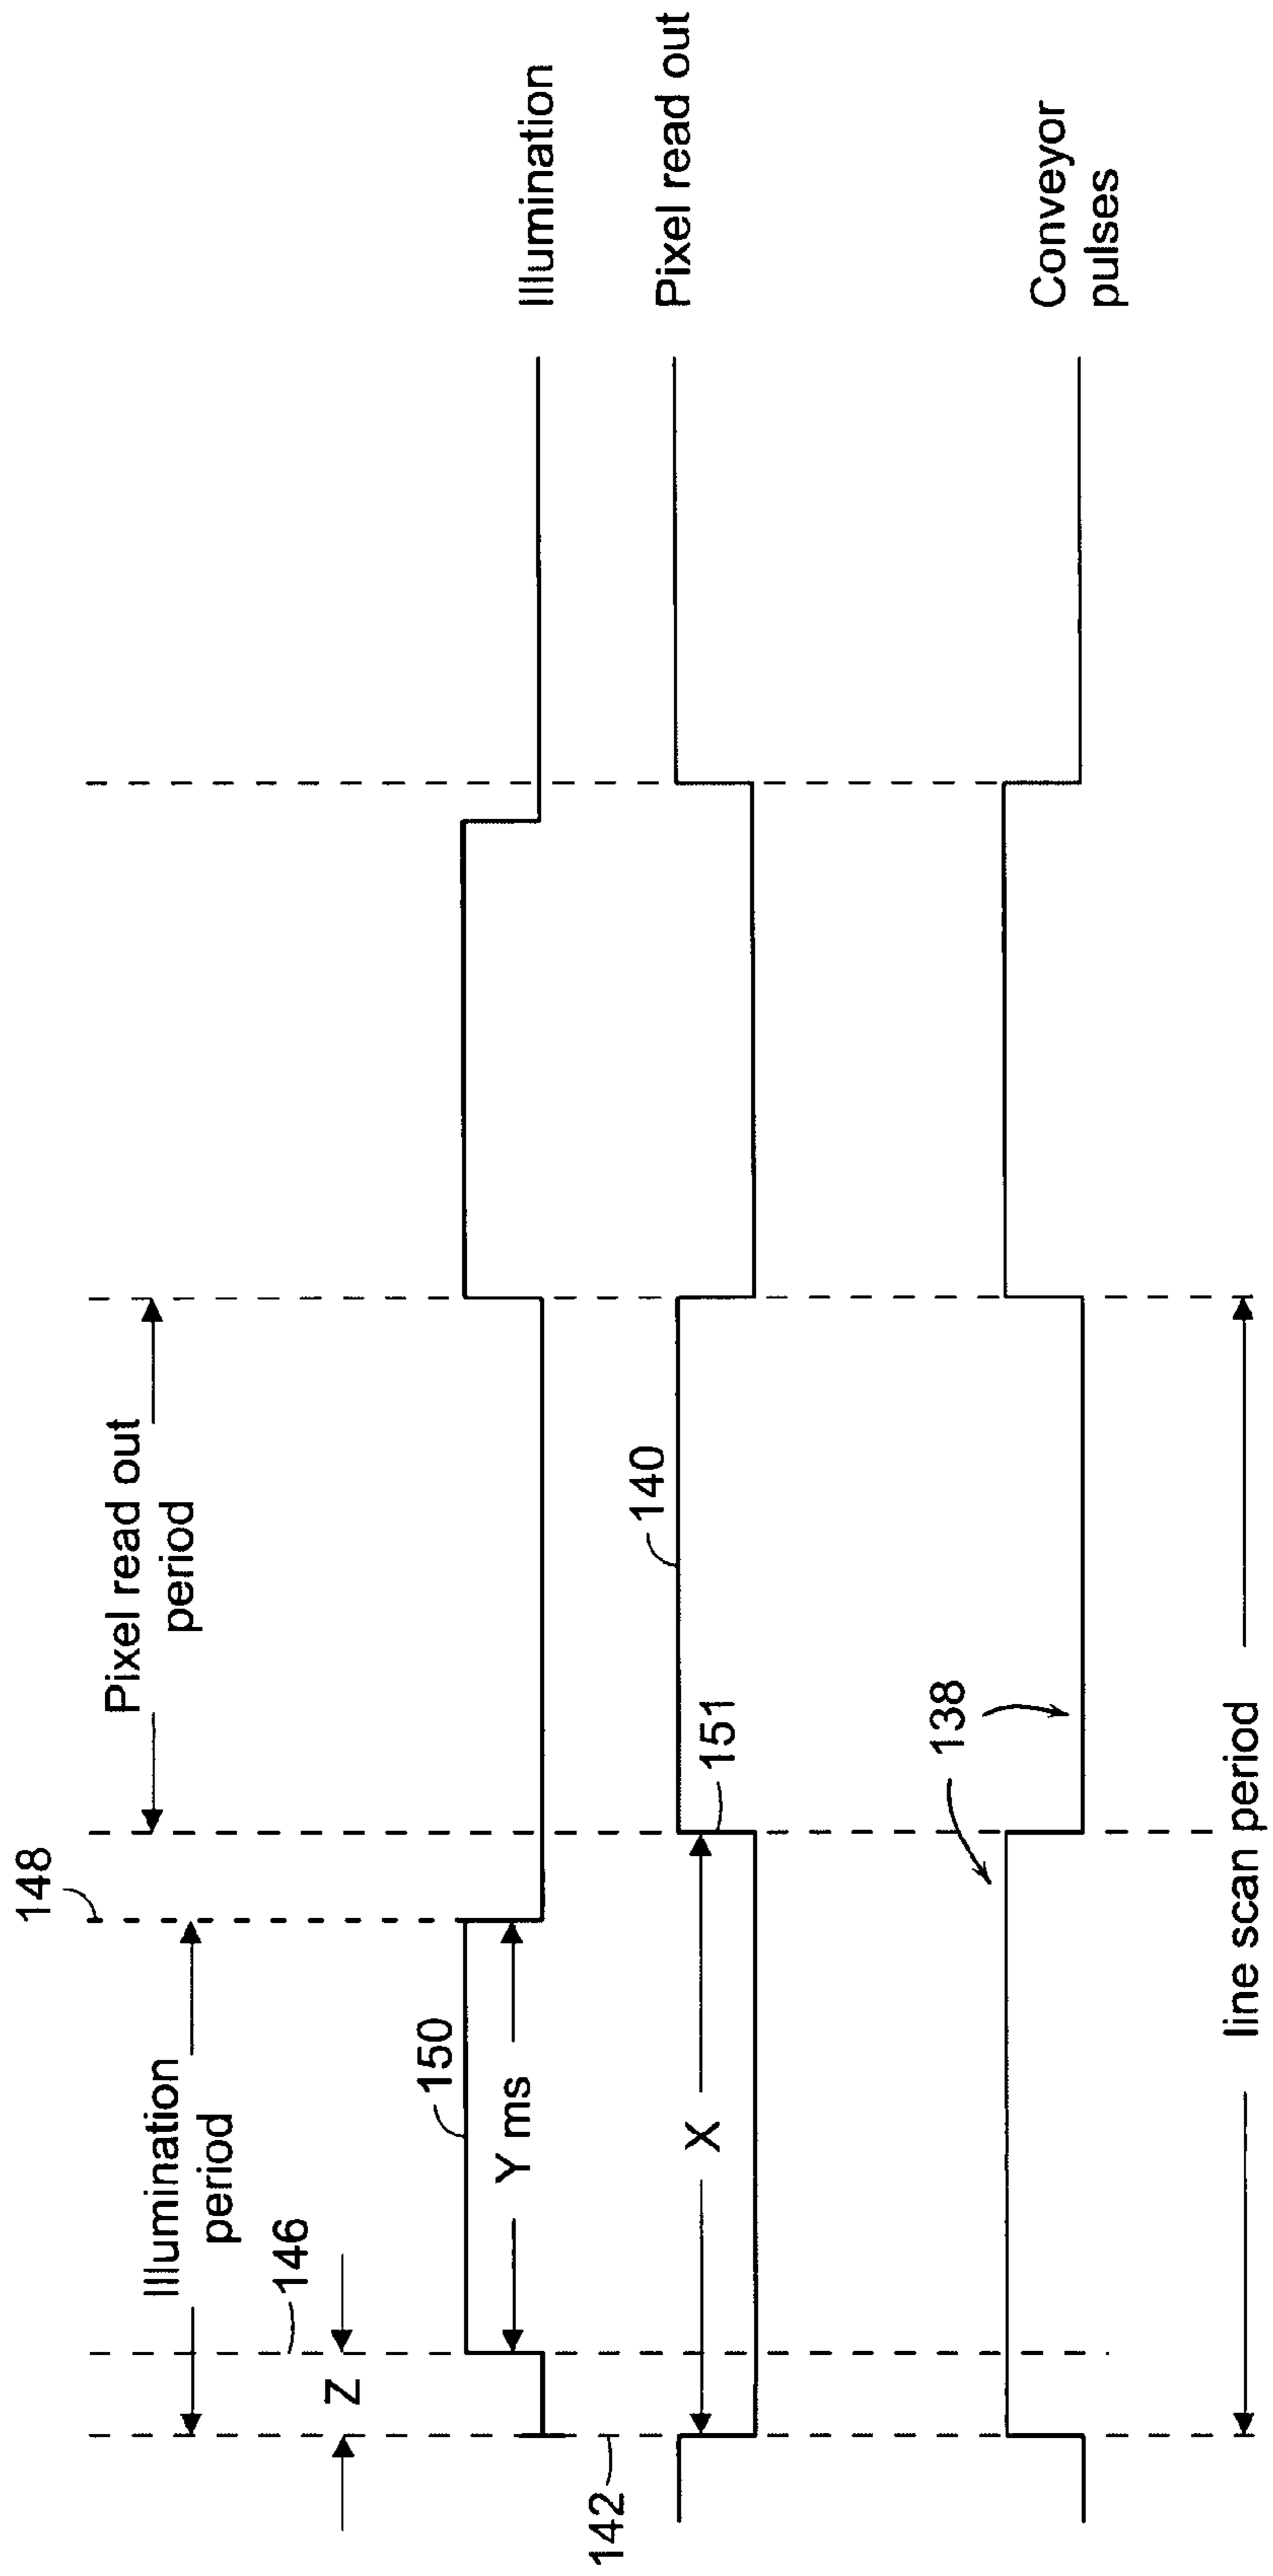 148
Pixel read out
period
Illumination
period
146
Z
150
Y ms
Illumination
142
140
151
X
Pixel read out
138
Conveyor
pulses
line scan period